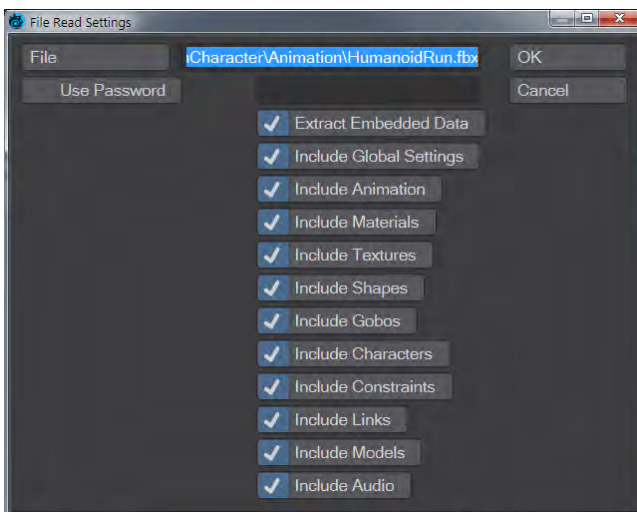 File Read Settings
File
Character\Animation\HumanoidRun.fbx
OK
Use Password
Cancel
Extract Embedded Data
Include Global Settings
Include Animation
Include Materials
Include Textures
Include Shapes
Include Gobos
Include Characters
Include Constraints
Include Links
Include Models
Include Audio